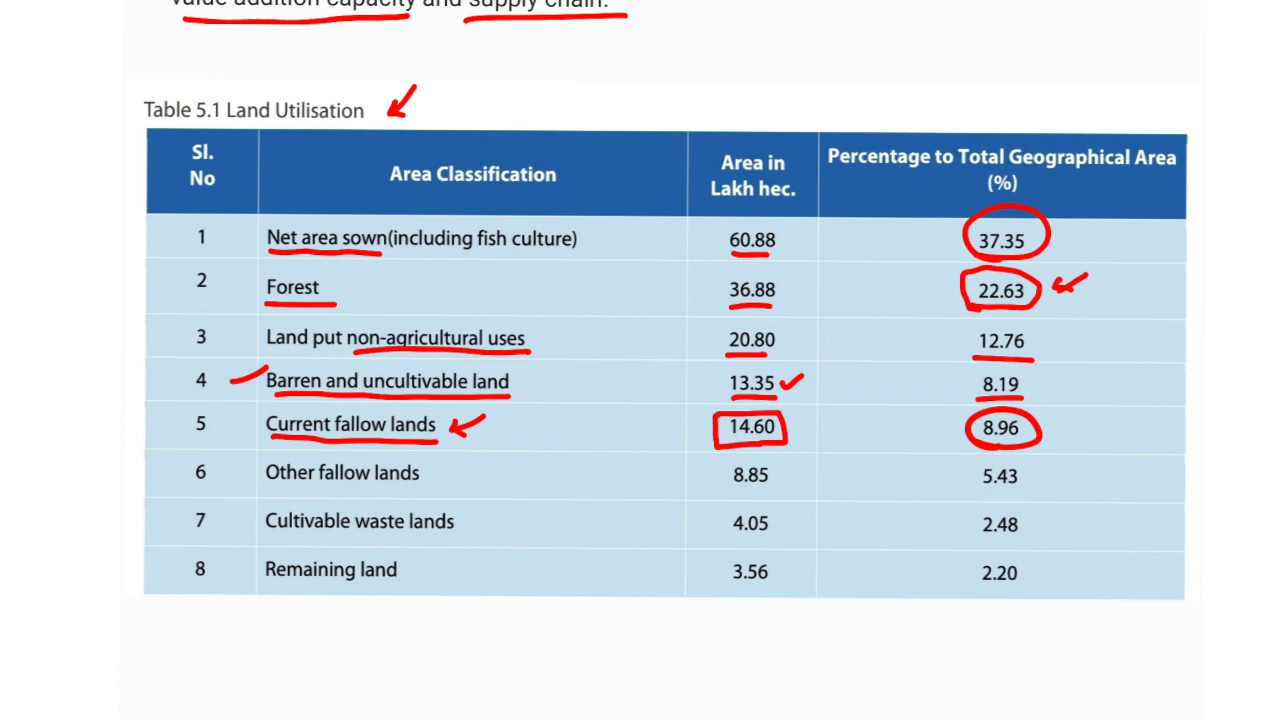 value addition capacity and supply chain.
Table 5.1 Land Utilisation
Sl. No Area Classification Area in Lakh hec. Percentage to Total Geographical Area (%)
1 Net area sown(including fish culture) 60.88 37.35
2 Forest 36.88 22.63
3 Land put non-agricultural uses 20.80 12.76
4 Barren and uncultivable land 13.35 8.19
5 Current fallow lands 14.60 8.96
6 Other fallow lands 8.85 5.43
7 Cultivable waste lands 4.05 2.48
8 Remaining land 3.56 2.20